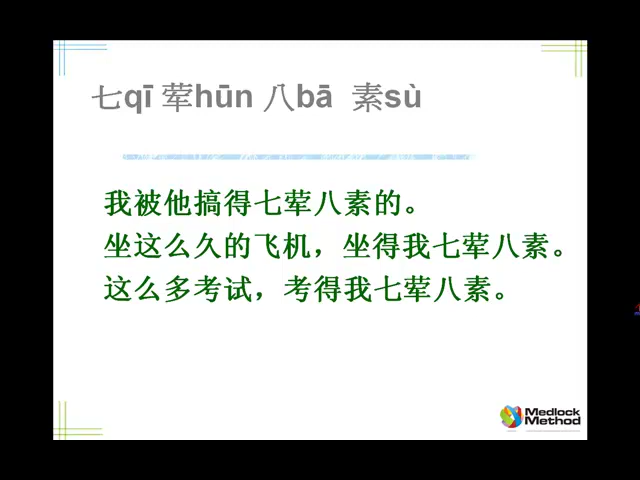 七qī 荤hūn 八bā 素sù
我被他搞得七荤八素的。
坐这么久的飞机，坐得我七荤八素。
这么多考试，考得我七荤八素。
Medlock
Method